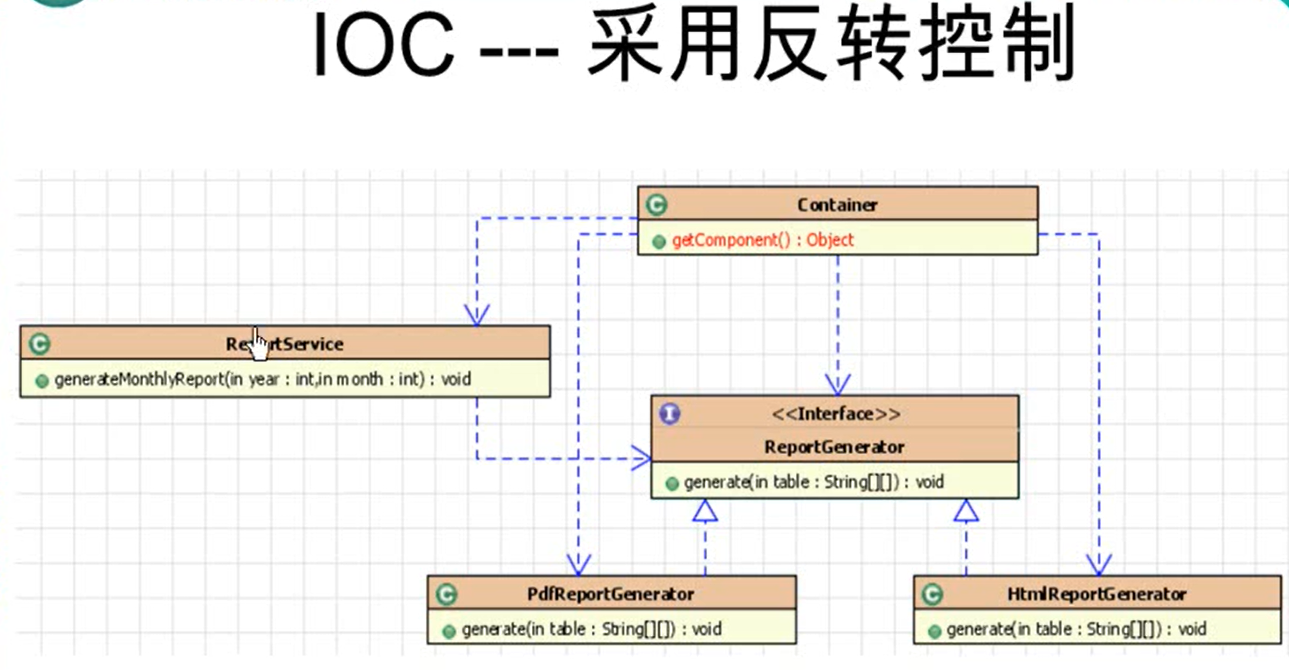 IOC --- 采用反转控制
C Container
getComponent() : Object
C
generateMonthlyReport(in year : int,in month : int) : void
I <<Interface>>
ReportGenerator
generate(in table : String[][]) : void
C PdfReportGenerator
generate(in table : String[][]) : void
C HtmlReportGenerator
generate(in table : String[][]) : void